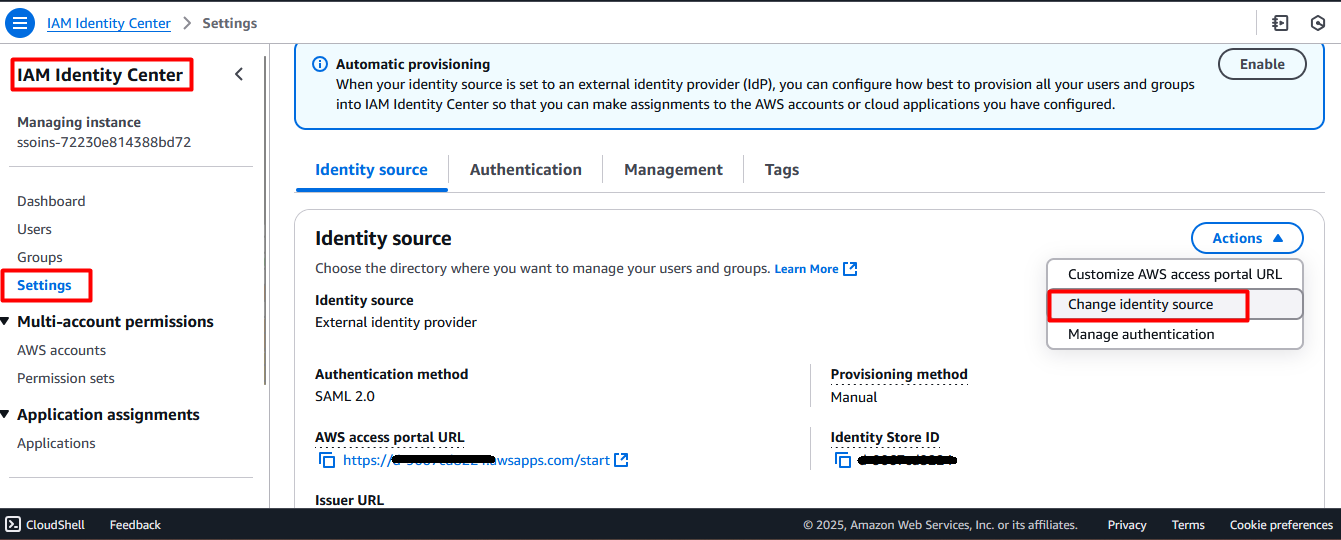 IAM Identity Center > Settings
IAM Identity Center
Managing instance
ssoins-72230e814388bd72
Dashboard
Users
Groups
Settings
Multi-account permissions
AWS accounts
Permission sets
Application assignments
Applications
Automatic provisioning
When your identity source is set to an external identity provider (IdP), you can configure how best to provision all your users and groups
into IAM Identity Center so that you can make assignments to the AWS accounts or cloud applications you have configured.
Enable
Identity source
Authentication
Management
Tags
Identity source
Choose the directory where you want to manage your users and groups. Learn More
Actions
Customize AWS access portal URL
Change identity source
Manage authentication
Identity source
External identity provider
Authentication method
SAML 2.0
Provisioning method
Manual
AWS access portal URL
https:// awsapps.com/start
Identity Store ID
Issuer URL
CloudShell
Feedback
© 2025, Amazon Web Services, Inc. or its affiliates.
Privacy
Terms
Cookie preferences